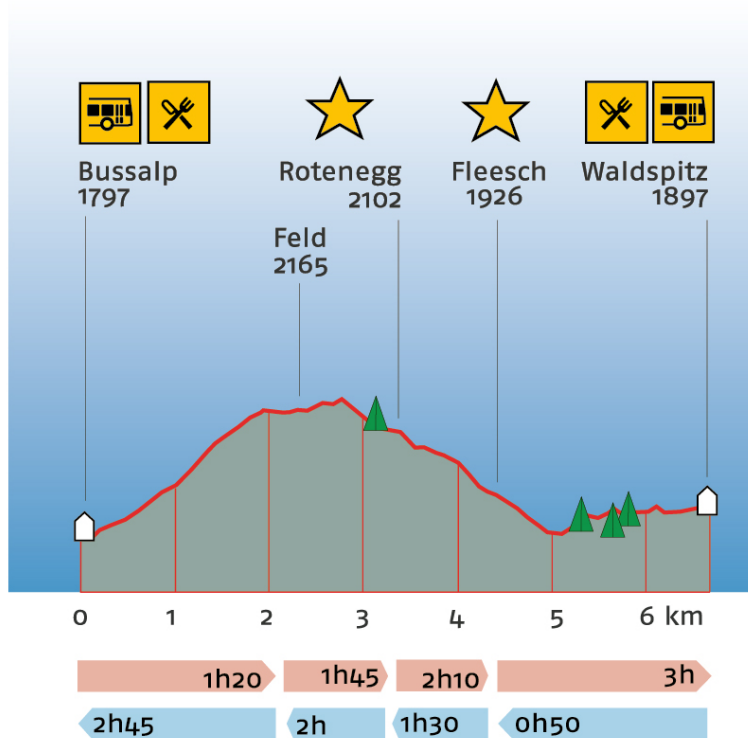 Bussalp
1797
Rotenegg
2102
Fleesch
1926
Waldspitz
1897
Feld
2165
0 1 2 3 4 5 6 km
1h20 1h45 2h10 3h
2h45 2h 1h30 0h50